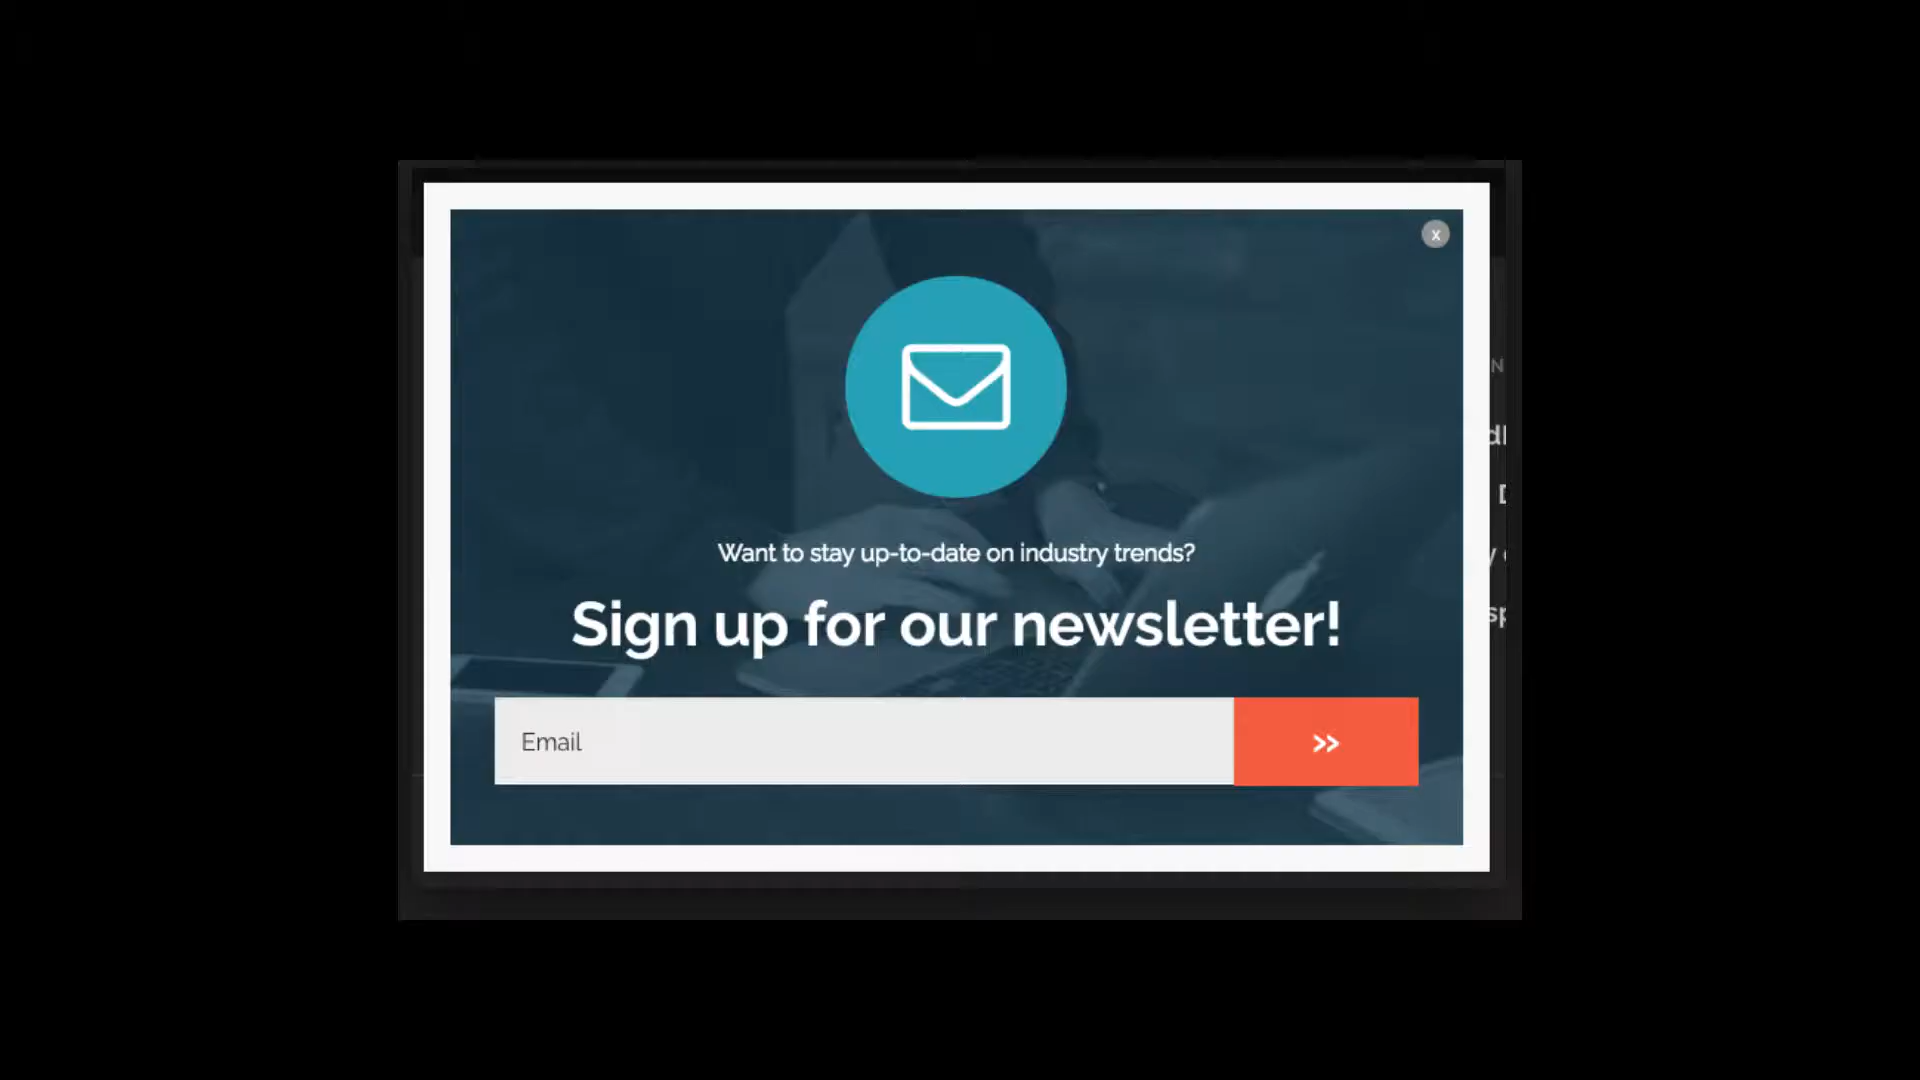 x
Want to stay up-to-date on industry trends?
Sign up for our newsletter!
Email
>>